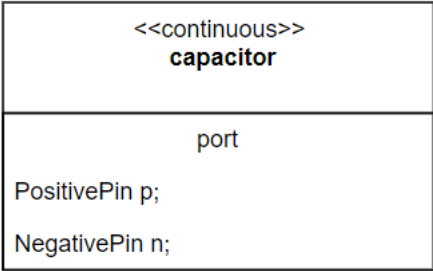 <<continuous>>
capacitor
port
PositivePin p;
NegativePin n;